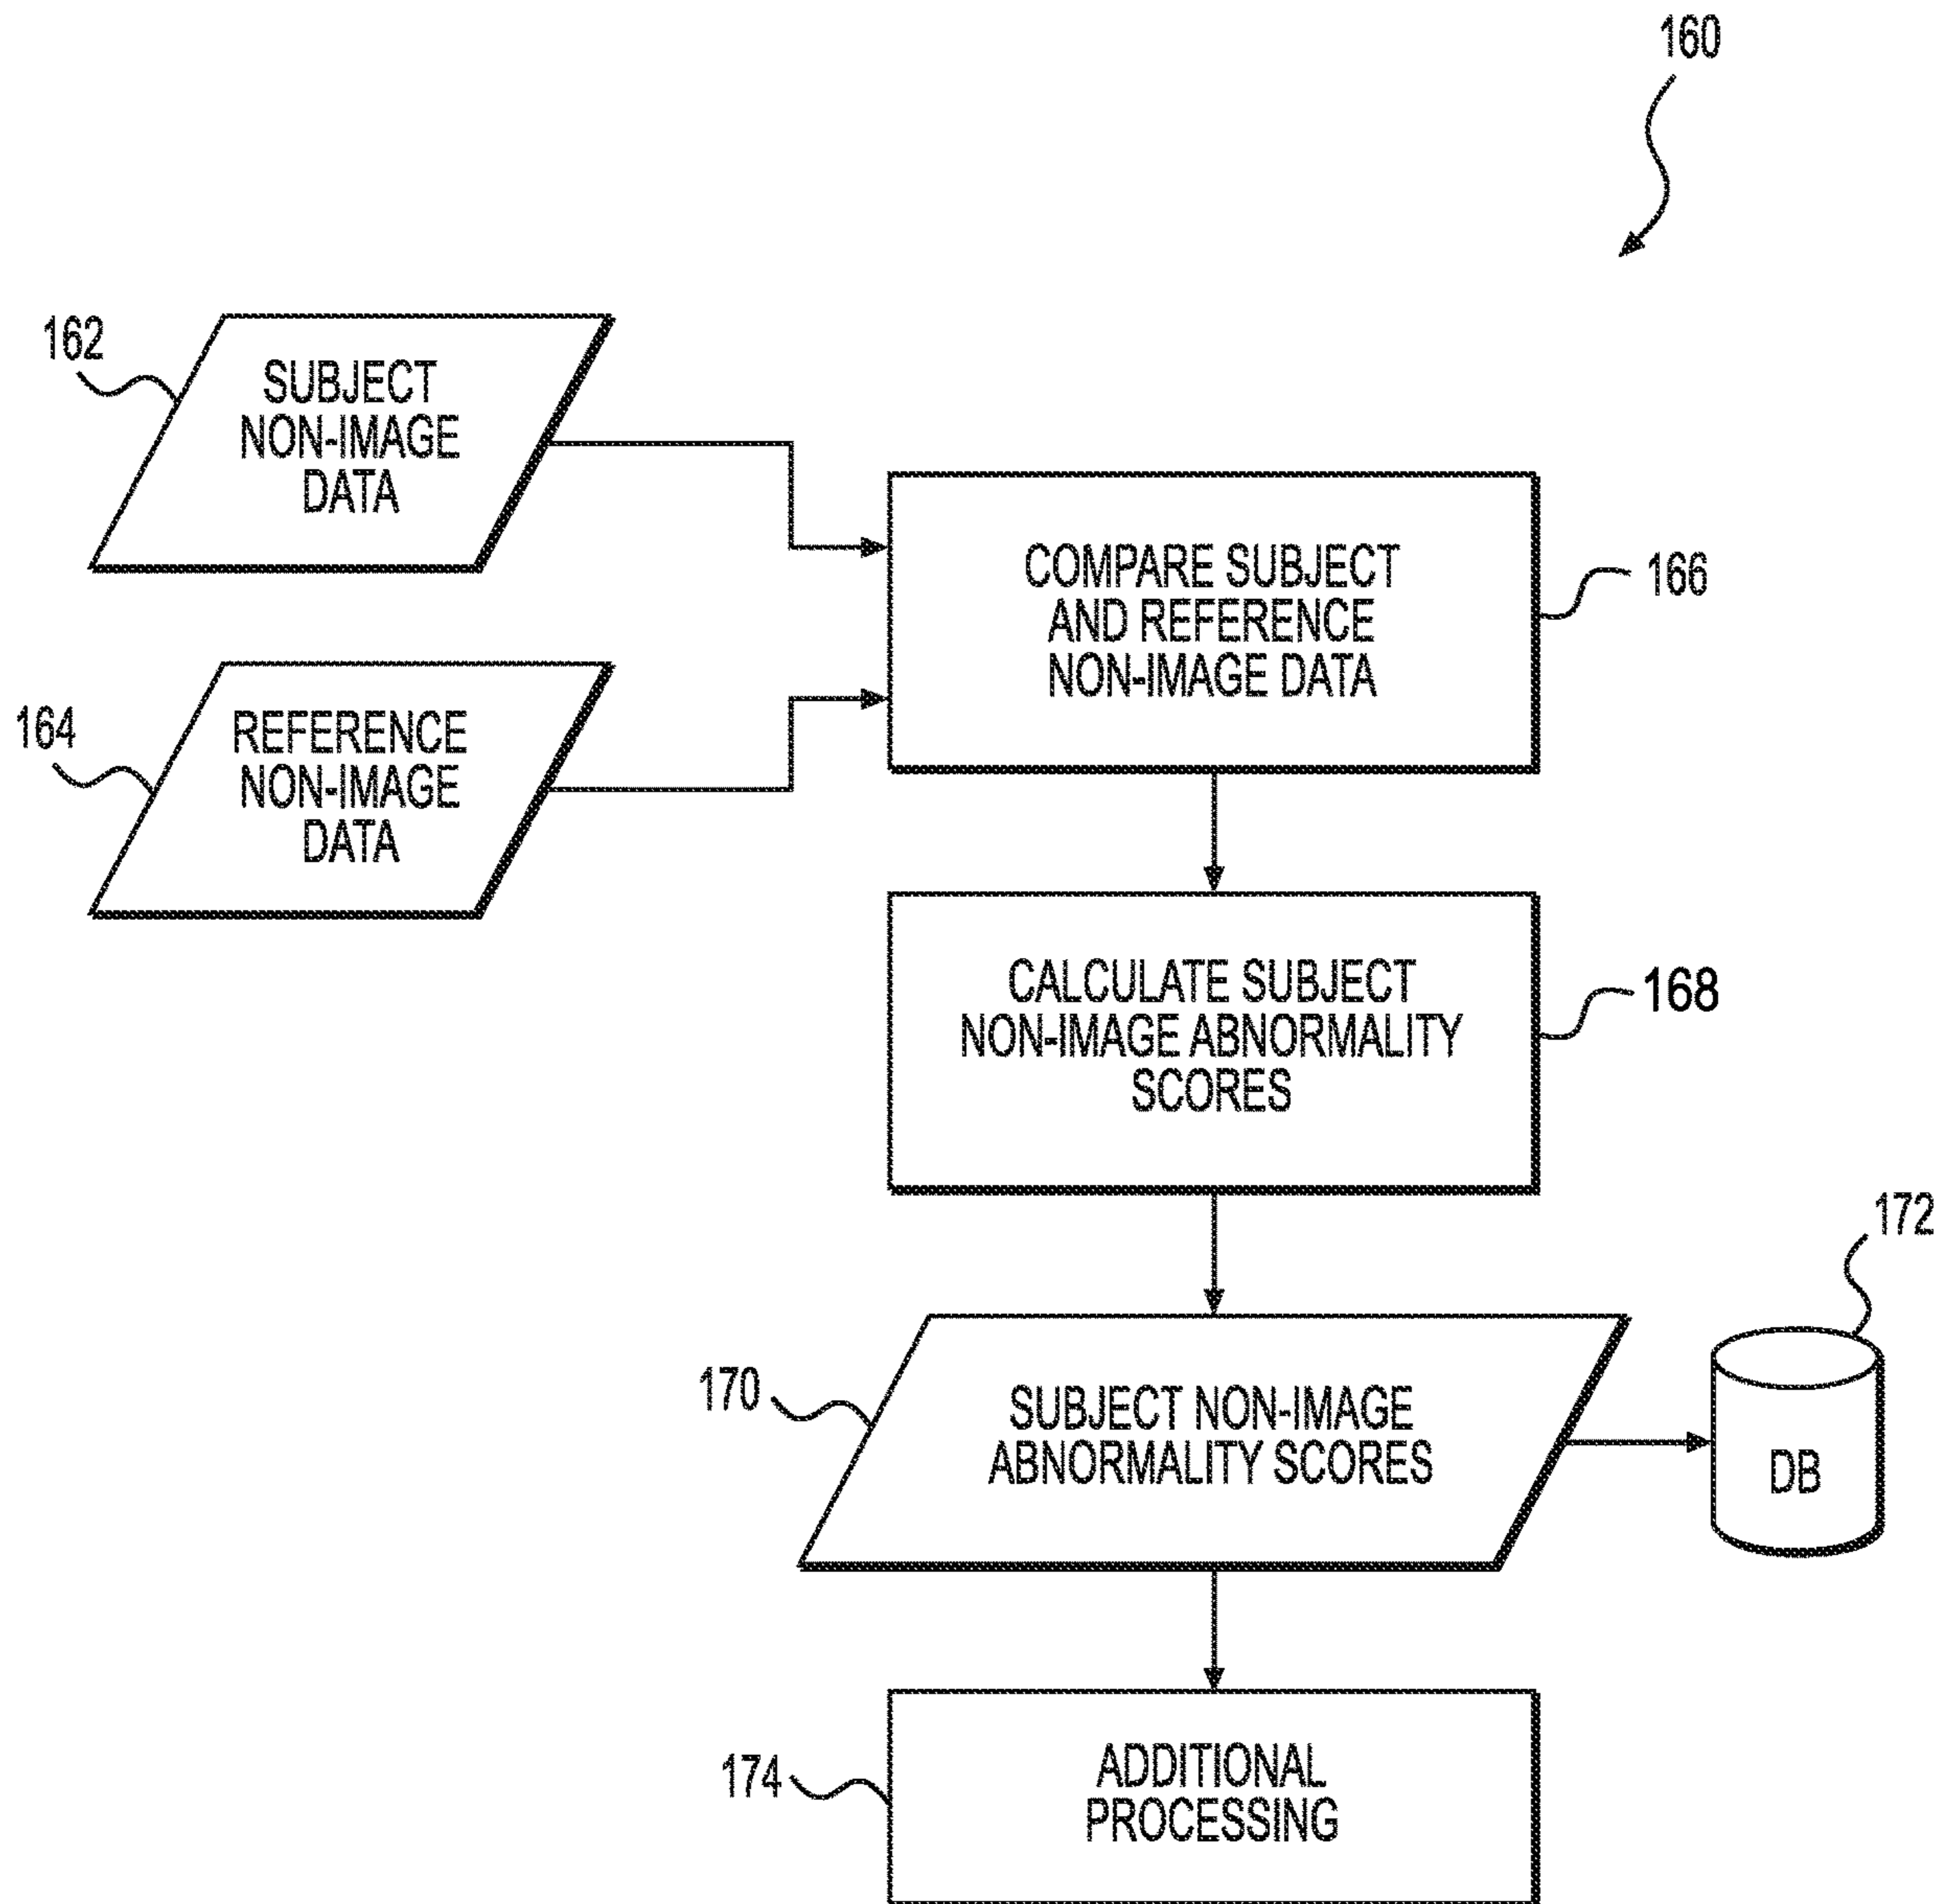 160
162
SUBJECT
NON-IMAGE
DATA
164
REFERENCE
NON-IMAGE
DATA
COMPARE SUBJECT
AND REFERENCE
NON-IMAGE DATA
166
CALCULATE SUBJECT
NON-IMAGE ABNORMALITY
SCORES
168
170
SUBJECT NON-IMAGE
ABNORMALITY SCORES
172
DB
174
ADDITIONAL
PROCESSING